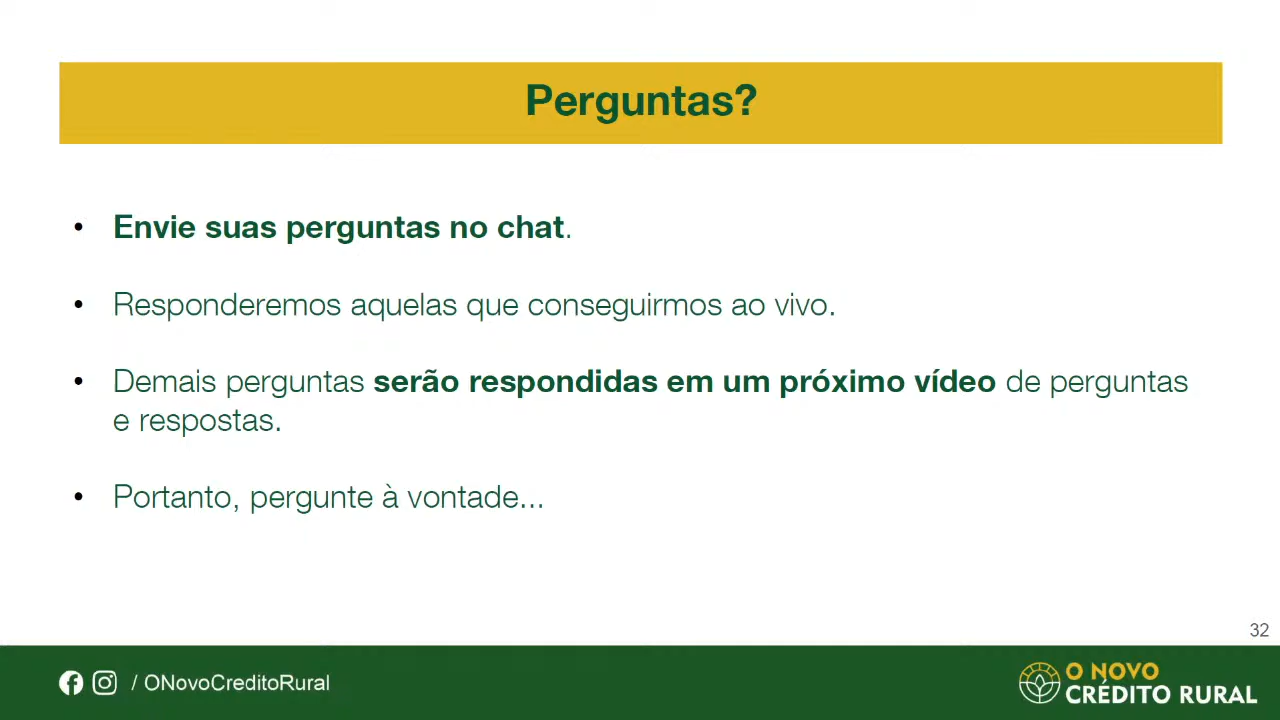 Perguntas?
• Envie suas perguntas no chat.
• Responderemos aquelas que conseguirmos ao vivo.
• Demais perguntas serão respondidas em um próximo vídeo de perguntas
e respostas.
• Portanto, pergunte à vontade...
32
/ ONovoCreditoRural
O NOVO
CRÉDITO RURAL